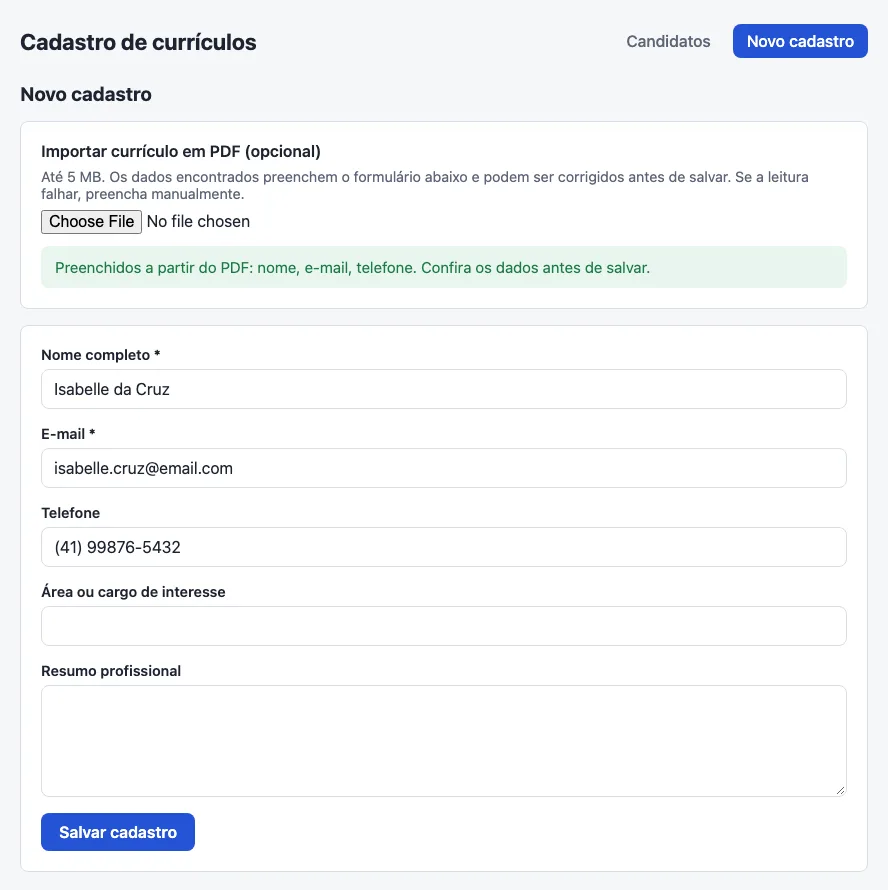 Cadastro de currículos
Candidatos
Novo cadastro
Novo cadastro
Importar currículo em PDF (opcional)
Até 5 MB. Os dados encontrados preenchem o formulário abaixo e podem ser corrigidos antes de salvar. Se a leitura
falhar, preencha manualmente.
Choose File No file chosen
Preenchidos a partir do PDF: nome, e-mail, telefone. Confira os dados antes de salvar.
Nome completo *
Isabelle da Cruz
E-mail *
isabelle.cruz@email.com
Telefone
(41) 99876-5432
Área ou cargo de interesse
Resumo profissional
Salvar cadastro